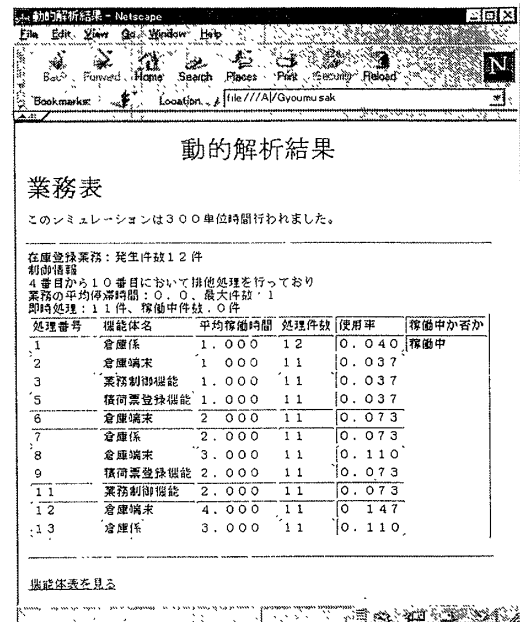 動的解析結果 - Netscape
File Edit View Go Window Help
Back Forward Home Search Places Print Security Reload
N
Bookmarks: Location: file:///A|/Gyoumu sak
動的解析結果
業務表
このシミュレーションは300単位時間行われました。
在庫登録業務:発生件数12件
制御情報
4番目から10番目において排他処理を行っており
業務の平均停滞時間:0.0、最大件数:1
即時処理:11件、稼働中件数.0件
処理番号 機能体名 平均稼働時間 処理件数 使用率 稼働中か否か
1 倉庫係 1.000 12 0.040 稼働中
2 倉庫端末 1 000 11 0.037
3 業務制御機能 1.000 11 0.037
5 積荷票登録機能 1.000 11 0.037
6 倉庫端末 2 000 11 0.073
7 倉庫係 2.000 11 0.073
8 倉庫端末 3.000 11 0.110
9 積荷票登録機能 2.000 11 0.073
11 業務制御機能 2.000 11 0.073
12 倉庫端末 4.000 11 0 147
13 倉庫係 3.000 11 0.110
機能体表を見る